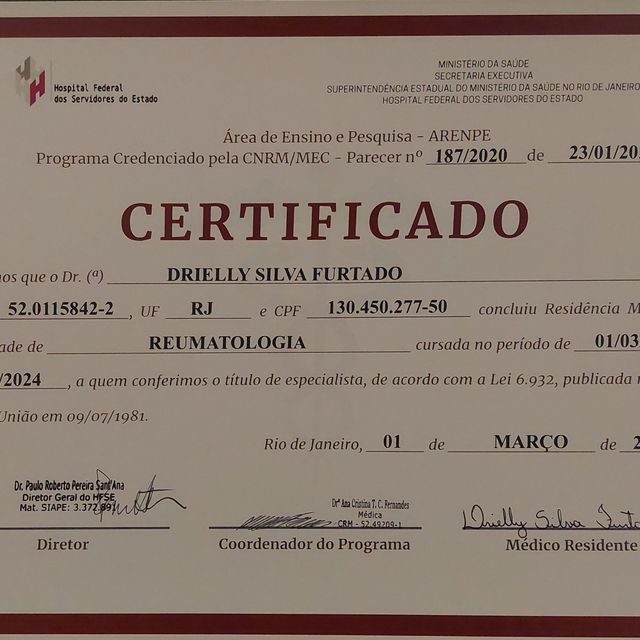 Hospital Federal
dos Servidores do Estado
MINISTÉRIO DA SAÚDE
SECRETARIA EXECUTIVA
SUPERINTENDÊNCIA ESTADUAL DO MINISTÉRIO DA SAÚDE NO RIO DE JANEIRO
HOSPITAL FEDERAL DOS SERVIDORES DO ESTADO
Área de Ensino e Pesquisa - ARENPE
Programa Credenciado pela CNRM/MEC - Parecer nº 187/2020 de 23/01/20
CERTIFICADO
que o Dr. (ª) DRIELLY SILVA FURTADO
52.0115842-2, UF RJ e CPF 130.450.277-50 concluiu Residência M
ade de REUMATOLOGIA cursada no período de 01/03
/2024, a quem conferimos o título de especialista, de acordo com a Lei 6.932, publicada
União em 09/07/1981.
Rio de Janeiro, 01 de MARÇO de 2
Dr. Paulo Roberto Pereira Sant'Ana
Diretor Geral do HFSE
Mat. SIAPE: 3.372.891
Diretor
Drª Ana Cristina T. C. Fernandes
Médica
CRM - 52.49209-1
Coordenador do Programa
Drielly Silva Furta
Médico Residente